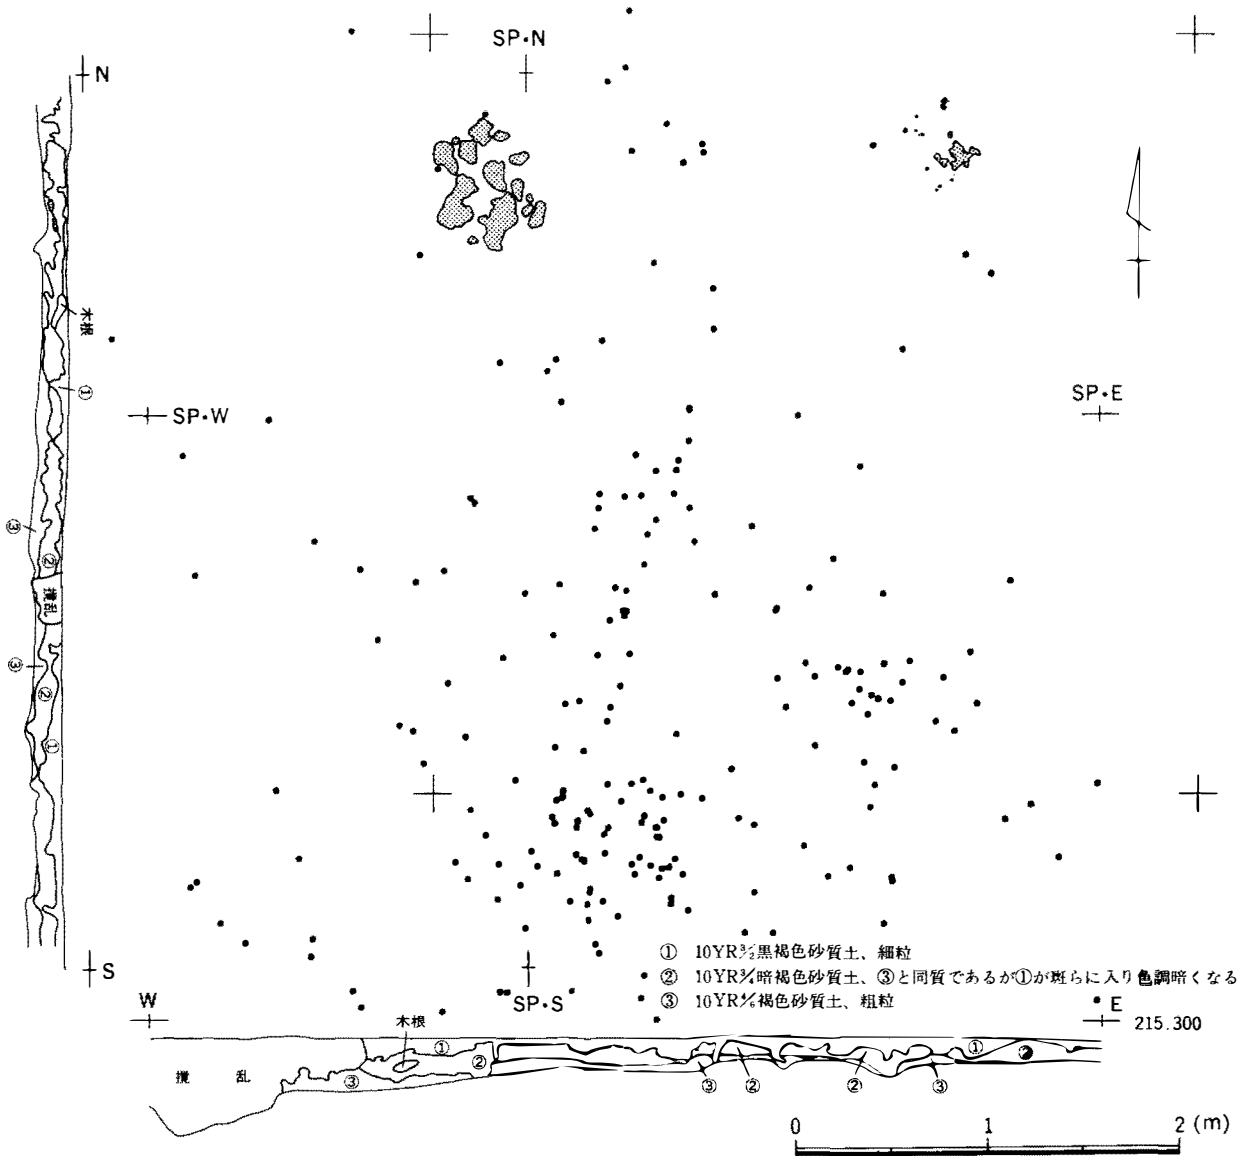 SP・N
N
木根
①
SP・W
SP・E
③
②
攪乱
③
②
①
S
SP・S
① 10YR3/2黒褐色砂質土、細粒
② 10YR3/4暗褐色砂質土、③と同質であるが①が斑らに入り色調暗くなる
③ 10YR4/6褐色砂質土、粗粒
W
E
215.300
木根
①
②
③
攪乱
③
②
②
③
①
0
1
2 (m)